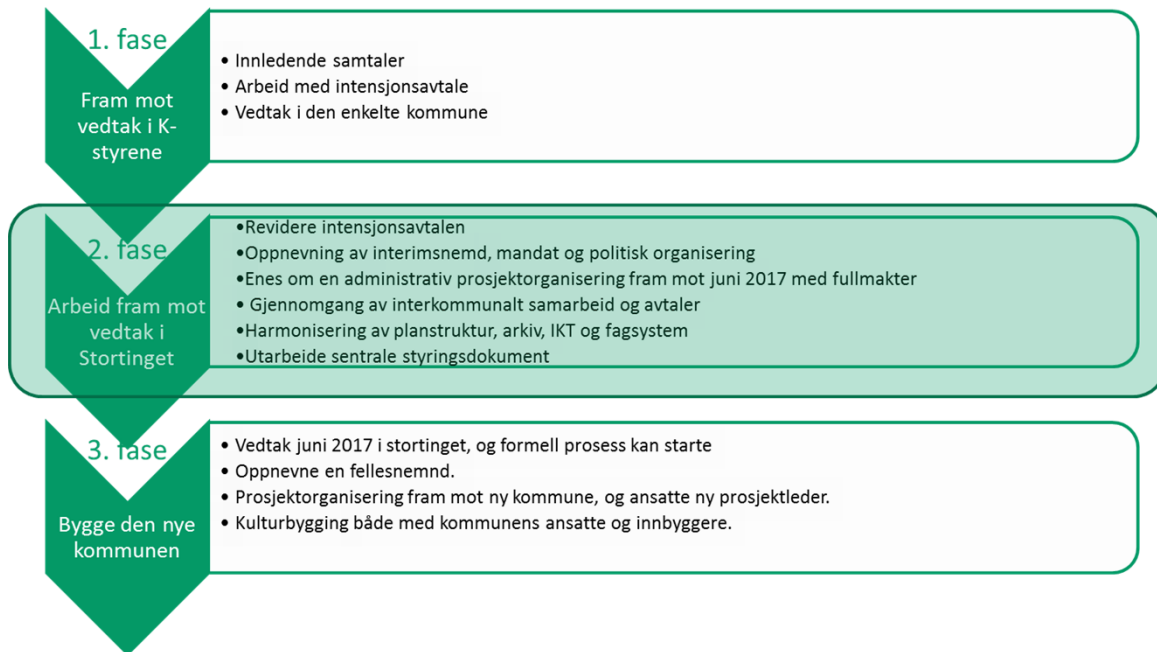 1. fase
Fram mot
vedtak i K-
styrene
• Innledende samtaler
• Arbeid med intensjonsavtale
• Vedtak i den enkelte kommune
2. fase
Arbeid fram mot
vedtak i
Stortinget
•Revidere intensjonsavtalen
•Oppnevning av interimsnemd, mandat og politisk organisering
•Enes om en administrativ prosjektorganisering fram mot juni 2017 med fullmakter
• Gjennomgang av interkommunalt samarbeid og avtaler
•Harmonisering av planstruktur, arkiv, IKT og fagsystem
•Utarbeide sentrale styringsdokument
3. fase
Bygge den nye
kommunen
• Vedtak juni 2017 i stortinget, og formell prosess kan starte
• Oppnevne en fellesnemnd.
• Prosjektorganisering fram mot ny kommune, og ansatte ny prosjektleder.
• Kulturbygging både med kommunens ansatte og innbyggere.